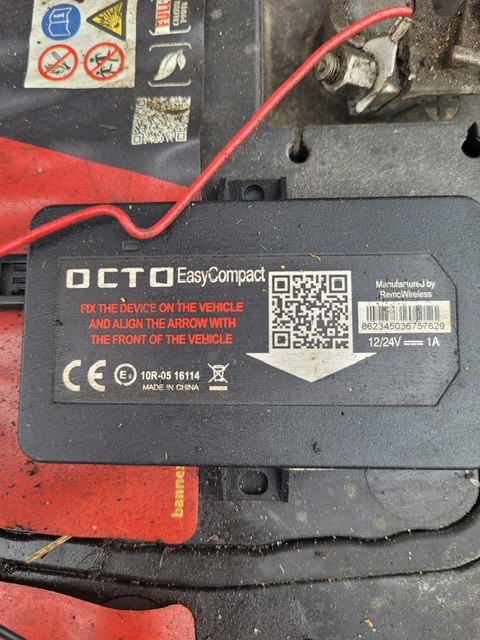 OCTO EasyCompact
FIX THE DEVICE ON THE VEHICLE
AND ALIGN THE ARROW WITH
THE FRONT OF THE VEHICLE
Manufactured by
RemoWireless
862345036757629
12/24V ⎓ 1A
CE E3 10R-05 16114
MADE IN CHINA
banner